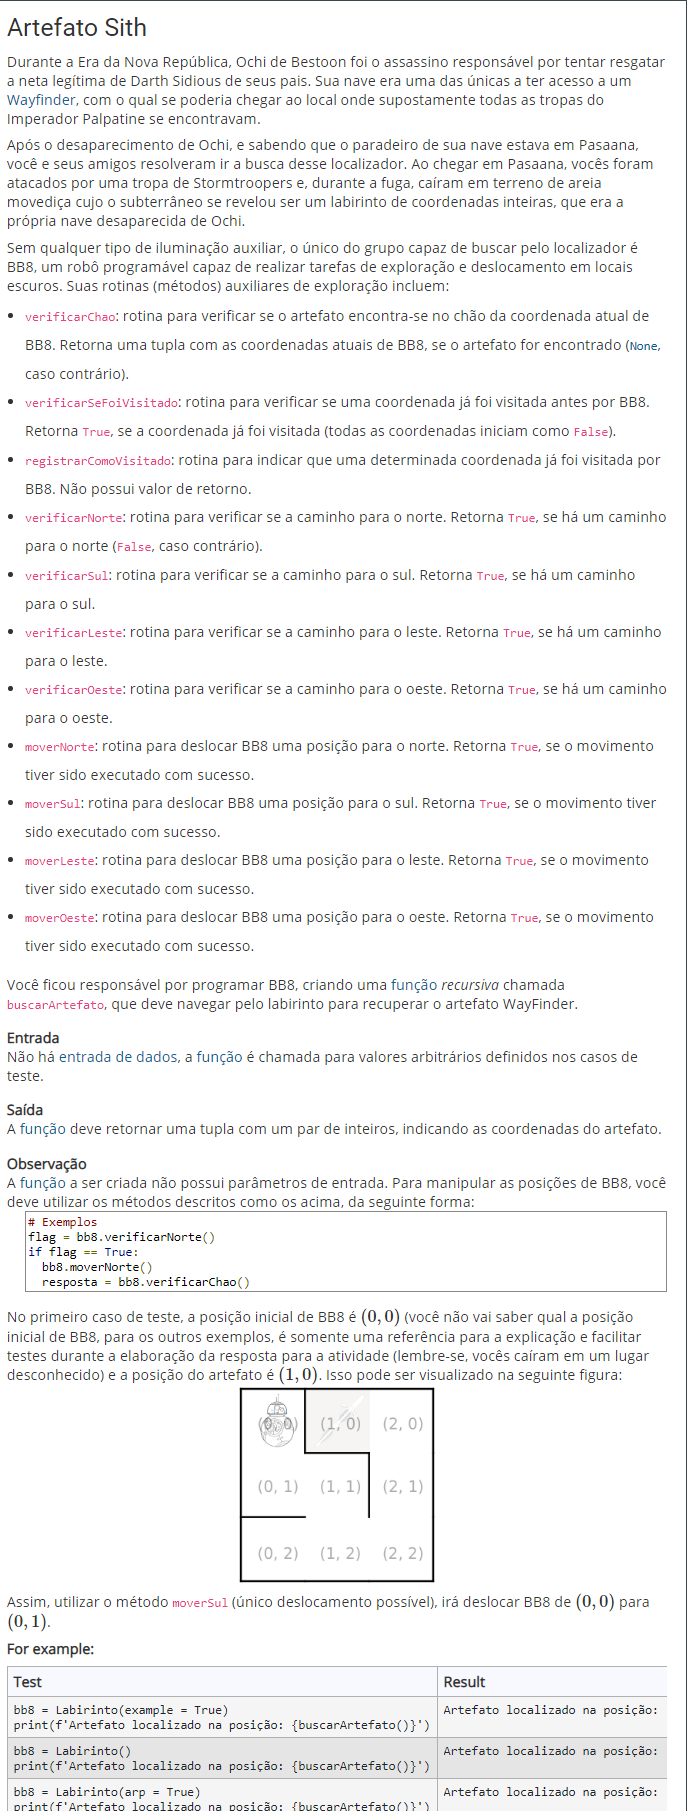 Artefato Sith
Durante a Era da Nova República, Ochi de Bestoon foi o assassino responsável por tentar resgatar
a neta legítima de Darth Sidious de seus pais. Sua nave era uma das únicas a ter acesso a um
Wayfinder, com o qual se poderia chegar ao local onde supostamente todas as tropas do
Imperador Palpatine se encontravam.
Após o desaparecimento de Ochi, e sabendo que o paradeiro de sua nave estava em Pasaana,
você e seus amigos resolveram ir a busca desse localizador. Ao chegar em Pasaana, vocês foram
atacados por uma tropa de Stormtroopers e, durante a fuga, caíram em terreno de areia
movediça cujo o subterrâneo se revelou ser um labirinto de coordenadas inteiras, que era a
própria nave desaparecida de Ochi.
Sem qualquer tipo de iluminação auxiliar, o único do grupo capaz de buscar pelo localizador é
BB8, um robô programável capaz de realizar tarefas de exploração e deslocamento em locais
escuros. Suas rotinas (métodos) auxiliares de exploração incluem:
• verificarChao: rotina para verificar se o artefato encontra-se no chão da coordenada atual de
BB8. Retorna uma tupla com as coordenadas atuais de BB8, se o artefato for encontrado (None,
caso contrário).
• verificarSeFoiVisitado: rotina para verificar se uma coordenada já foi visitada antes por BB8.
Retorna True, se a coordenada já foi visitada (todas as coordenadas iniciam como False).
• registrarComoVisitado: rotina para indicar que uma determinada coordenada já foi visitada por
BB8. Não possui valor de retorno.
• verificarNorte: rotina para verificar se a caminho para o norte. Retorna True, se há um caminho
para o norte (False, caso contrário).
• verificarSul: rotina para verificar se a caminho para o sul. Retorna True, se há um caminho
para o sul.
• verificarLeste: rotina para verificar se a caminho para o leste. Retorna True, se há um caminho
para o leste.
• verificarOeste: rotina para verificar se a caminho para o oeste. Retorna True, se há um caminho
para o oeste.
• moverNorte: rotina para deslocar BB8 uma posição para o norte. Retorna True, se o movimento
tiver sido executado com sucesso.
• moverSul: rotina para deslocar BB8 uma posição para o sul. Retorna True, se o movimento tiver
sido executado com sucesso.
• moverLeste: rotina para deslocar BB8 uma posição para o leste. Retorna True, se o movimento
tiver sido executado com sucesso.
• moverOeste: rotina para deslocar BB8 uma posição para o oeste. Retorna True, se o movimento
tiver sido executado com sucesso.
Você ficou responsável por programar BB8, criando uma função recursiva chamada
buscarArtefato, que deve navegar pelo labirinto para recuperar o artefato WayFinder.
Entrada
Não há entrada de dados, a função é chamada para valores arbitrários definidos nos casos de
teste.
Saída
A função deve retornar uma tupla com um par de inteiros, indicando as coordenadas do artefato.
Observação
A função a ser criada não possui parâmetros de entrada. Para manipular as posições de BB8, você
deve utilizar os métodos descritos como os acima, da seguinte forma:
# Exemplos
flag = bb8.verificarNorte()
if flag == True:
  bb8.moverNorte()
  resposta = bb8.verificarChao()
No primeiro caso de teste, a posição inicial de BB8 é (0, 0) (você não vai saber qual a posição
inicial de BB8, para os outros exemplos, é somente uma referência para a explicação e facilitar
testes durante a elaboração da resposta para a atividade (lembre-se, vocês caíram em um lugar
desconhecido) e a posição do artefato é (1, 0). Isso pode ser visualizado na seguinte figura:
(0, 0) (1, 0) (2, 0)
(0, 1) (1, 1) (2, 1)
(0, 2) (1, 2) (2, 2)
Assim, utilizar o método moverSul (único deslocamento possível), irá deslocar BB8 de (0, 0) para
(0, 1).
For example:
Test Result
bb8 = Labirinto(example = True) Artefato localizado na posição:
print(f'Artefato localizado na posição: {buscarArtefato()}')
bb8 = Labirinto() Artefato localizado na posição:
print(f'Artefato localizado na posição: {buscarArtefato()}')
bb8 = Labirinto(arp = True) Artefato localizado na posição:
print(f'Artefato localizado na posição: {buscarArtefato()}')